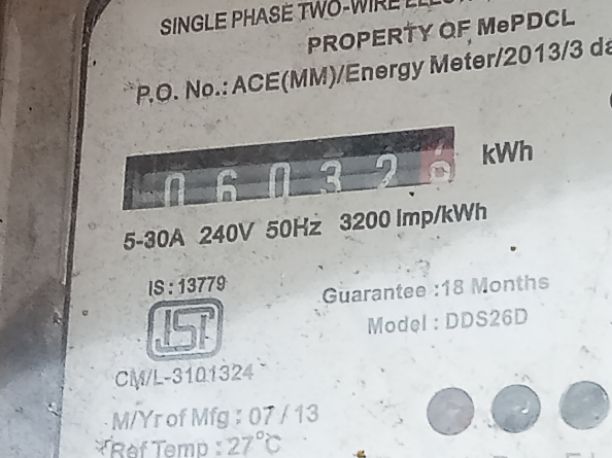 SINGLE PHASE TWO-WIRE
PROPERTY OF MePDCL
P.O. No.: ACE(MM)/Energy Meter/2013/3 da
06032 kWh
5-30A 240V 50Hz 3200 Imp/kWh
IS : 13779
Guarantee :18 Months
ISI
Model : DDS26D
CM/L-3101324
M/Yr of Mfg : 07 / 13
Ref Temp : 27°C